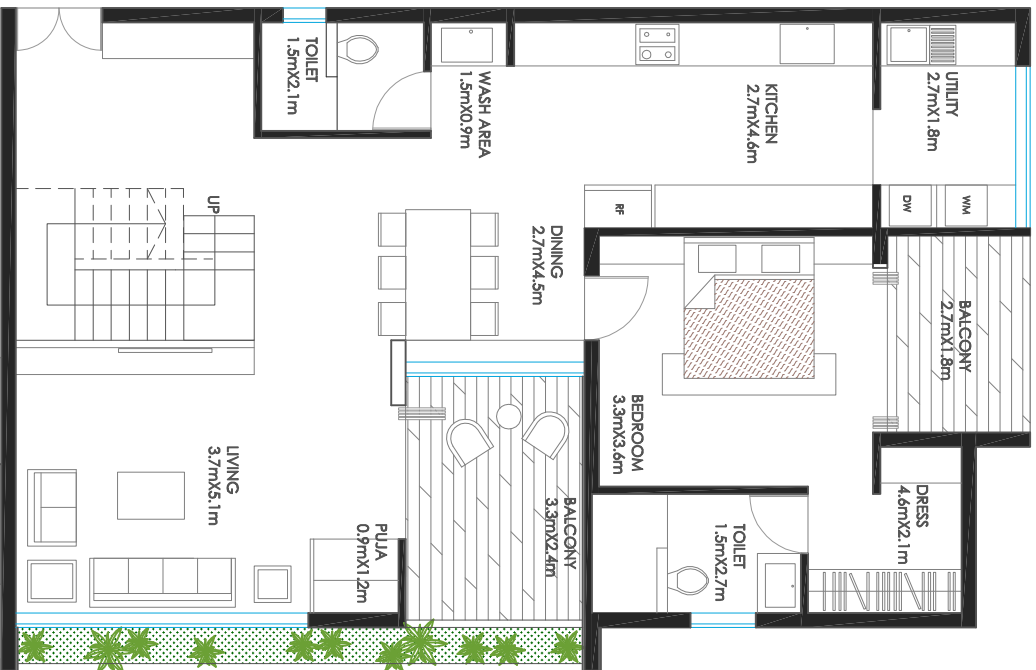 TOILET
1.5mX2.1m
WASH AREA
1.5mX0.9m
KITCHEN
2.7mX4.6m
UTILITY
2.7mX1.8m
UP
RF
DW
WM
DINING
2.7mX4.5m
BALCONY
2.7mX1.8m
BEDROOM
3.3mX3.6m
LIVING
3.7mX5.1m
PUJA
0.9mX1.2m
BALCONY
3.3mX2.4m
TOILET
1.5mX2.7m
DRESS
4.6mX2.1m